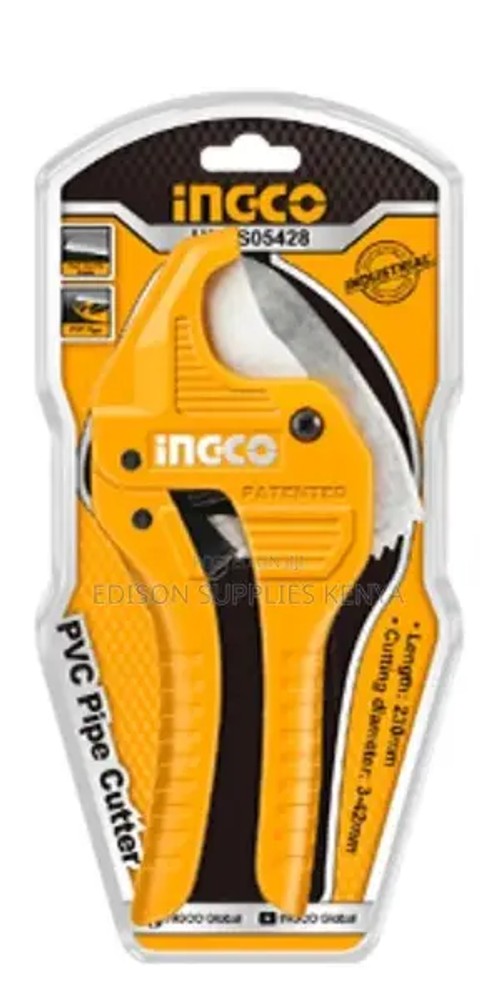 INGCO
S05428
INDUSTRIAL
INGCO
PATENTED
EDISON SUPPLIES KENYA
PVC Pipe Cutter
• Length: 230mm
• Cutting diameter: 3-42mm
INGCO Global
INGCO Global